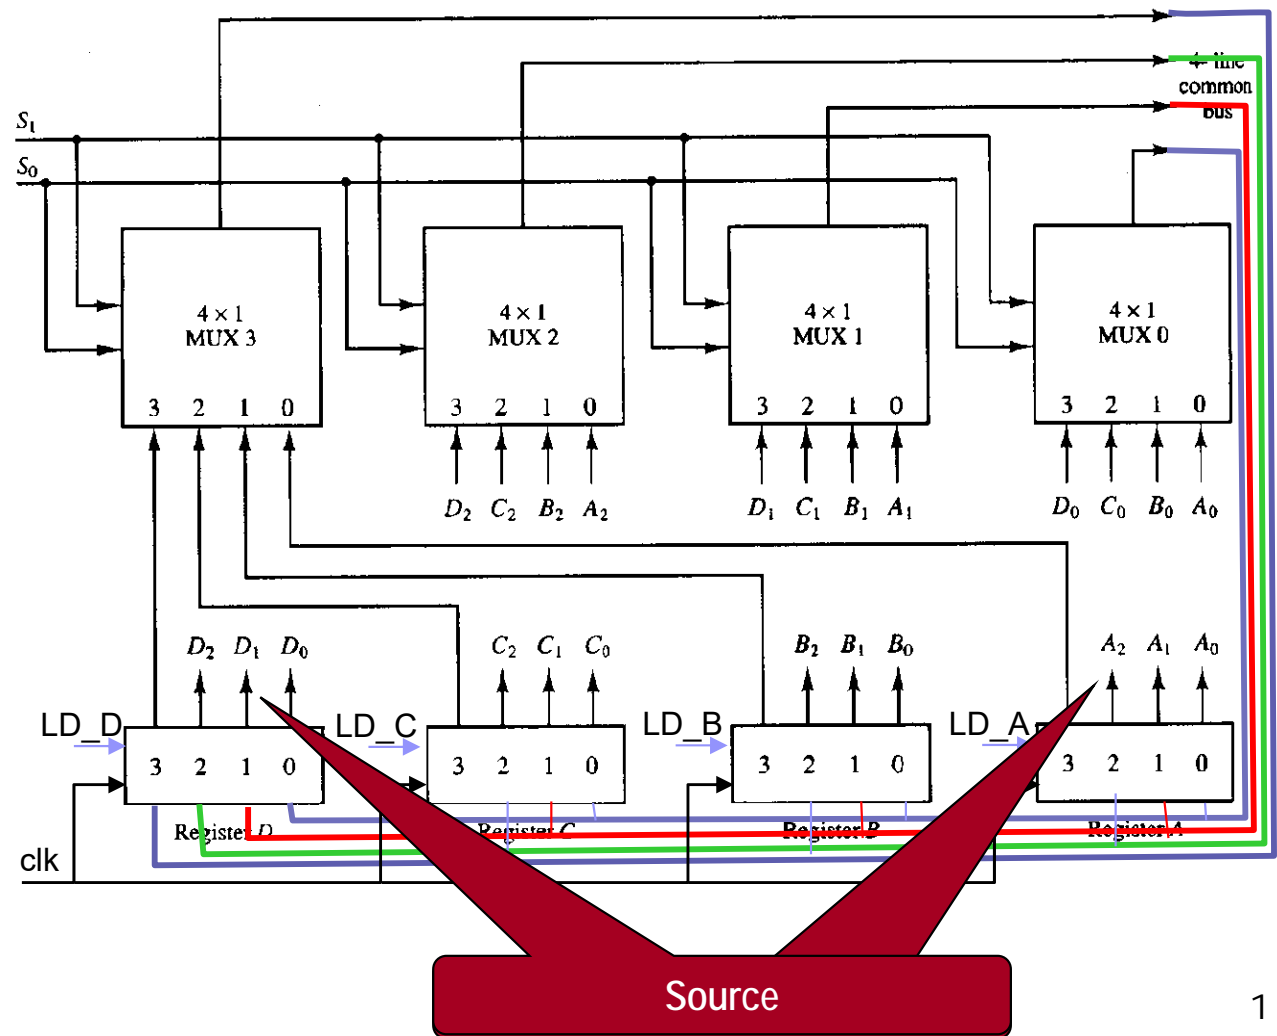 4- line
common
bus
S₁
S₀
4 × 1
MUX 3
3 2 1 0
4 × 1
MUX 2
3 2 1 0
4 × 1
MUX 1
3 2 1 0
4 × 1
MUX 0
3 2 1 0
D₂ C₂ B₂ A₂
D₁ C₁ B₁ A₁
D₀ C₀ B₀ A₀
D₂ D₁ D₀
C₂ C₁ C₀
B₂ B₁ B₀
A₂ A₁ A₀
LD_D
LD_C
LD_B
LD_A
3 2 1 0
3 2 1 0
3 2 1 0
3 2 1 0
Register D
Register C
Register B
Register A
clk
Source
1